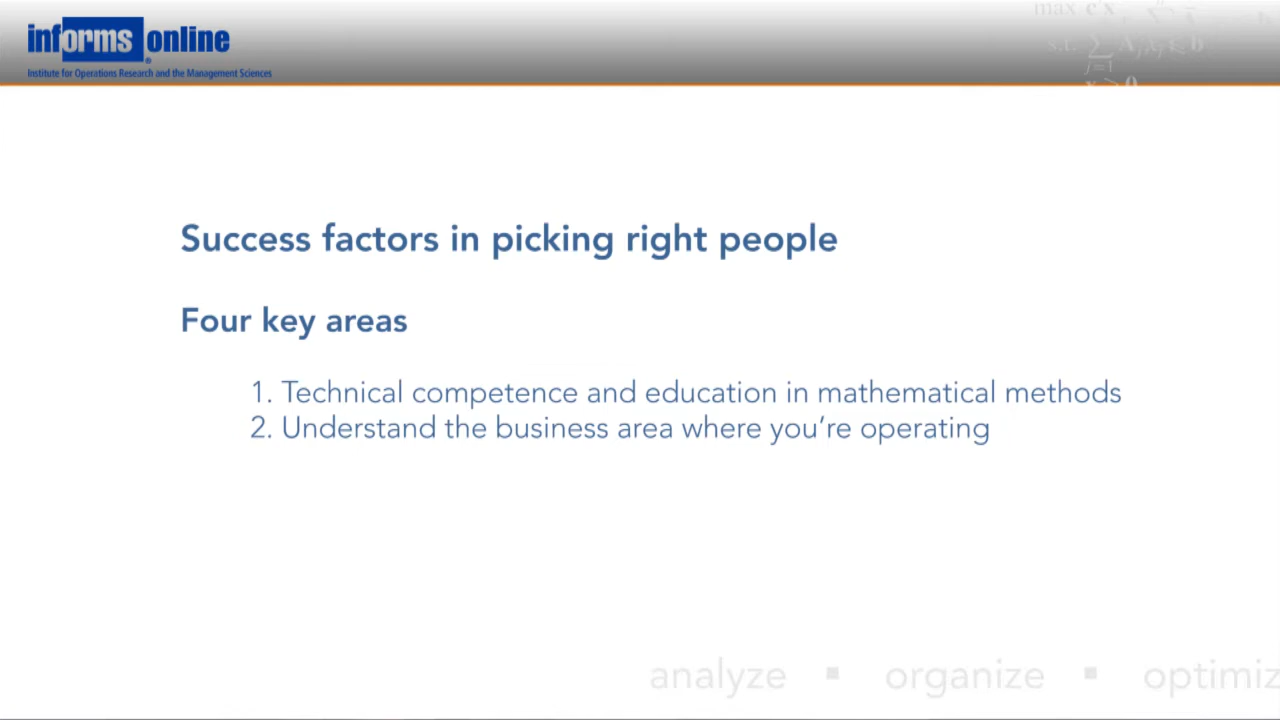 informs online
®
Institute for Operations Research and the Management Sciences
max c'x
s.t.
j=1
Success factors in picking right people
Four key areas
1. Technical competence and education in mathematical methods
2. Understand the business area where you're operating
analyze ▪ organize ▪ optimiz